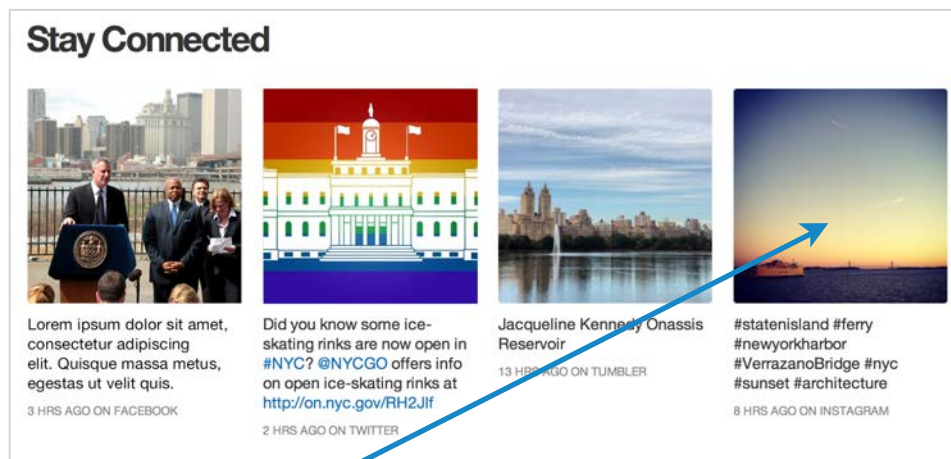 Stay Connected
Lorem ipsum dolor sit amet,
consectetur adipiscing
elit. Quisque massa metus,
egestas ut velit quis.
3 HRS AGO ON FACEBOOK
Did you know some ice-
skating rinks are now open in
#NYC? @NYCGO offers info
on open ice-skating rinks at
http://on.nyc.gov/RH2JIf
2 HRS AGO ON TWITTER
Jacqueline Kennedy Onassis
Reservoir
13 HRS AGO ON TUMBLER
#statenisland #ferry
#newyorkharbor
#VerrazanoBridge #nyc
#sunset #architecture
8 HRS AGO ON INSTAGRAM